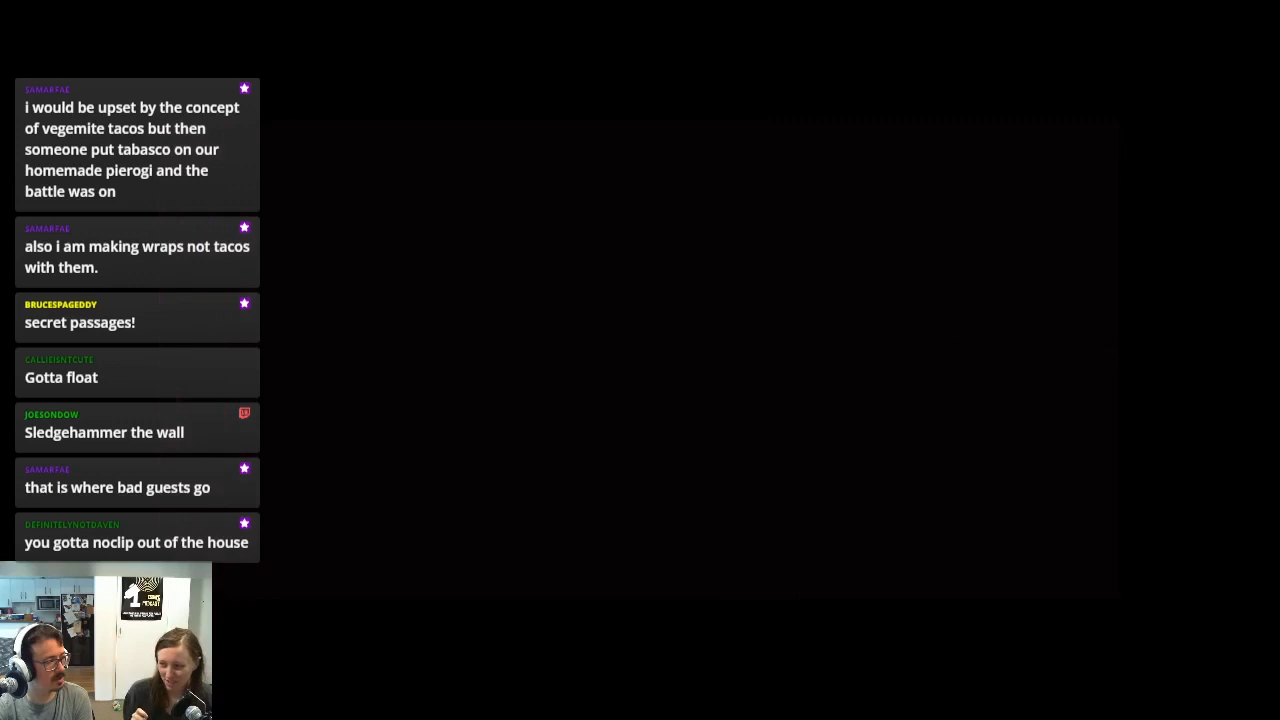 SAMARFAE
i would be upset by the concept
of vegemite tacos but then
someone put tabasco on our
homemade pierogi and the
battle was on
SAMARFAE
also i am making wraps not tacos
with them.
BRUCESPAGEDDY
secret passages!
CALLIEISNTCUTE
Gotta float
JOESONDOW
Sledgehammer the wall
SAMARFAE
that is where bad guests go
DEFINITELYNOTDAVEN
you gotta noclip out of the house